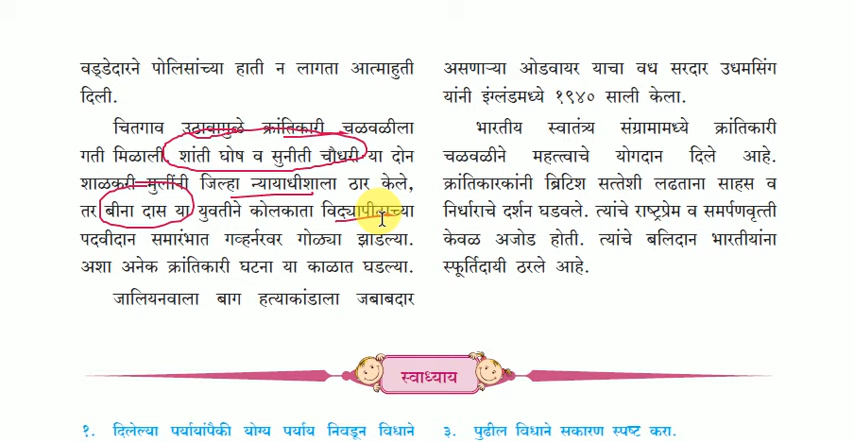 वड्डेदारने पोलिसांच्या हाती न लागता आत्माहुती
दिली.
चितगाव उठावामुळे क्रांतिकारी चळवळीला
गती मिळाली. शांती घोष व सुनीती चौधरी या दोन
शाळकरी मुलींनी जिल्हा न्यायाधीशाला ठार केले,
तर बीना दास या युवतीने कोलकाता विद्यापीठाच्या
पदवीदान समारंभात गव्हर्नरवर गोळ्या झाडल्या.
अशा अनेक क्रांतिकारी घटना या काळात घडल्या.
जालियनवाला बाग हत्याकांडाला जबाबदार
असणाऱ्या ओडवायर याचा वध सरदार उधमसिंग
यांनी इंग्लंडमध्ये १९४० साली केला.
भारतीय स्वातंत्र्य संग्रामामध्ये क्रांतिकारी
चळवळीने महत्त्वाचे योगदान दिले आहे.
क्रांतिकारकांनी ब्रिटिश सत्तेशी लढताना साहस व
निर्धाराचे दर्शन घडवले. त्यांचे राष्ट्रप्रेम व समर्पणवृत्ती
केवळ अजोड होती. त्यांचे बलिदान भारतीयांना
स्फूर्तिदायी ठरले आहे.
स्वाध्याय
१. दिलेल्या पर्यायांपैकी योग्य पर्याय निवडून विधाने
३. पुढील विधाने सकारण स्पष्ट करा.